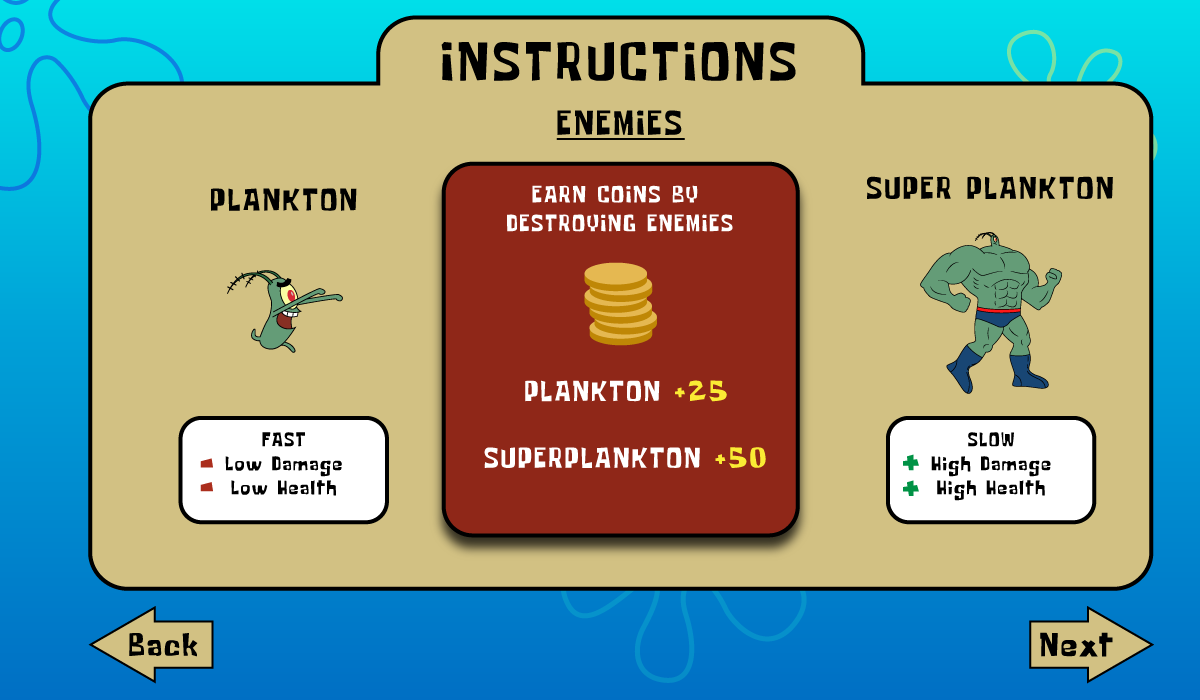 iNSTRUCTiONS
ENEMiES
PLANKTON
FAST
- Low Damage
- Low Health
EARN COiNS BY
DESTROYiNG ENEMiES
PLANKTON +25
SUPERPLANKTON +50
SUPER PLANKTON
SLOW
+ High Damage
+ High Health
Back
Next